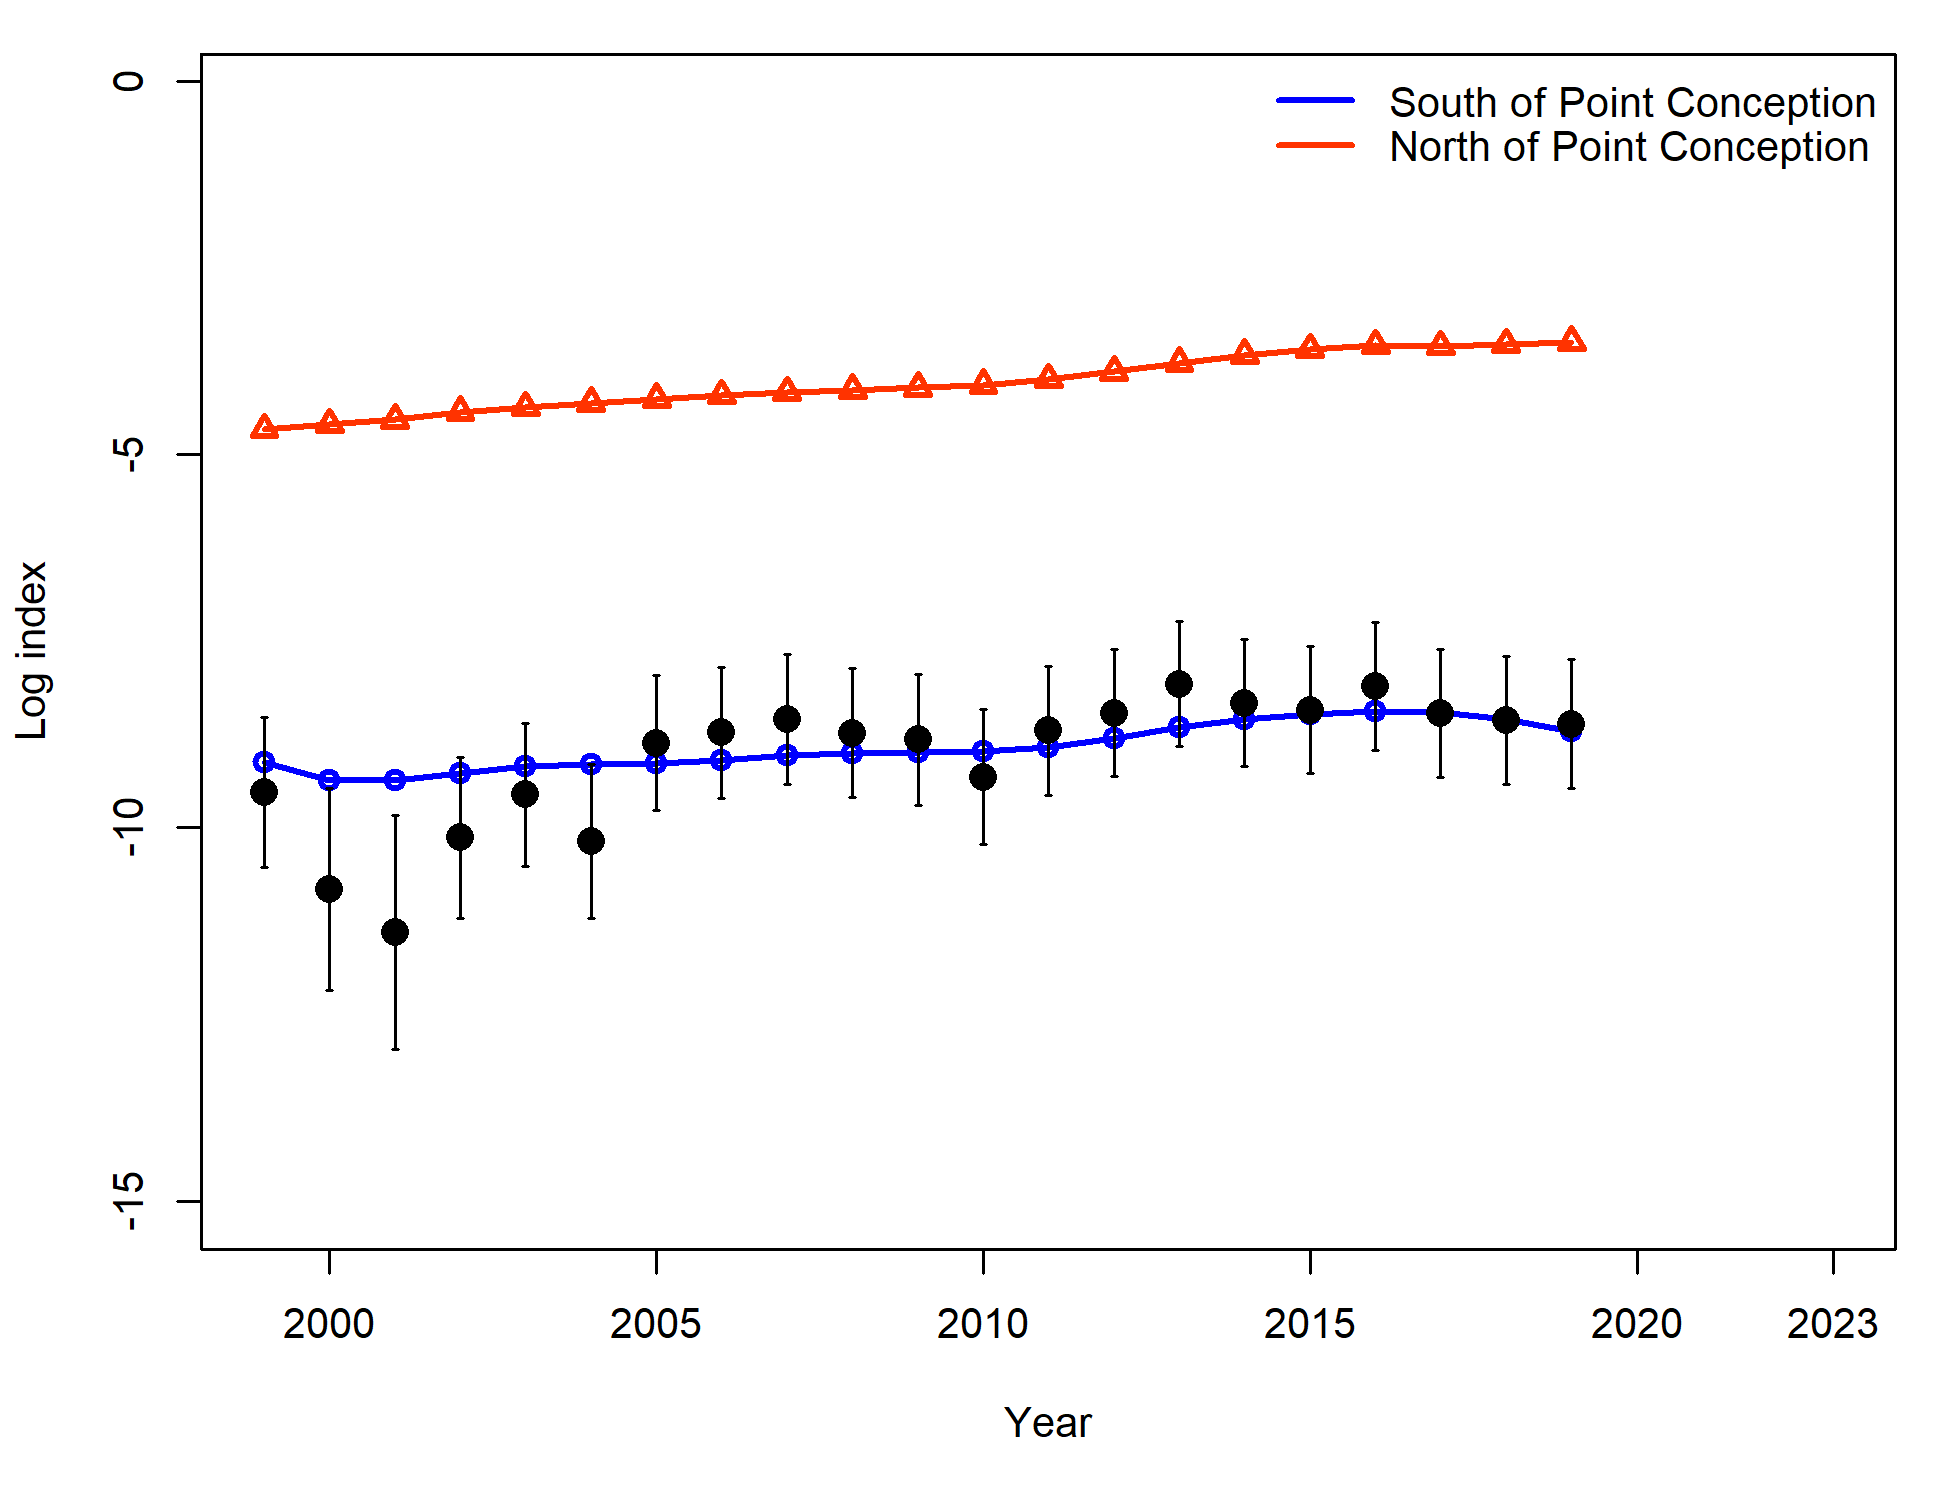 South of Point Conception
North of Point Conception
0
-5
-10
-15
Log index
2000 2005 2010 2015 2020 2023
Year